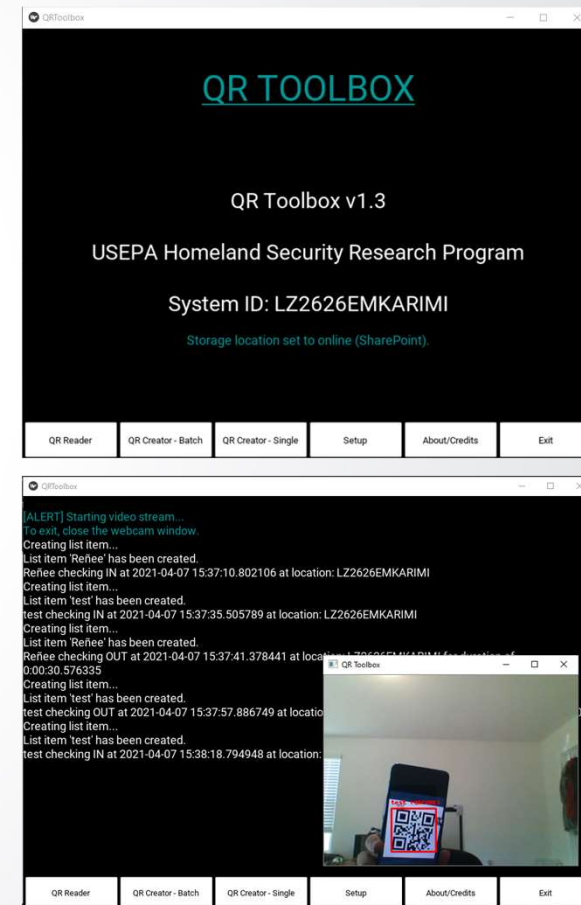 QRToolbox
QR TOOLBOX
QR Toolbox v1.3
USEPA Homeland Security Research Program
System ID: LZ2626EMKARIMI
Storage location set to online (SharePoint).
QR Reader
QR Creator - Batch
QR Creator - Single
Setup
About/Credits
Exit
QRToolbox
[ALERT] Starting video stream...
To exit, close the webcam window.
Creating list item...
List item 'Reñee' has been created.
Reñee checking IN at 2021-04-07 15:37:10.802106 at location: LZ2626EMKARIMI
Creating list item...
List item 'test' has been created.
test checking IN at 2021-04-07 15:37:35.505789 at location: LZ2626EMKARIMI
Creating list item...
List item 'Reñee' has been created.
Reñee checking OUT at 2021-04-07 15:37:41.378441 at location: LZ2626EMKARIMI for duration of
0:00:30.576335
Creating list item...
List item 'test' has been created.
test checking OUT at 2021-04-07 15:37:57.886749 at locatio
Creating list item...
List item 'test' has been created.
test checking IN at 2021-04-07 15:38:18.794948 at location:
QR Toolbox
QR Reader
QR Creator - Batch
QR Creator - Single
Setup
About/Credits
Exit